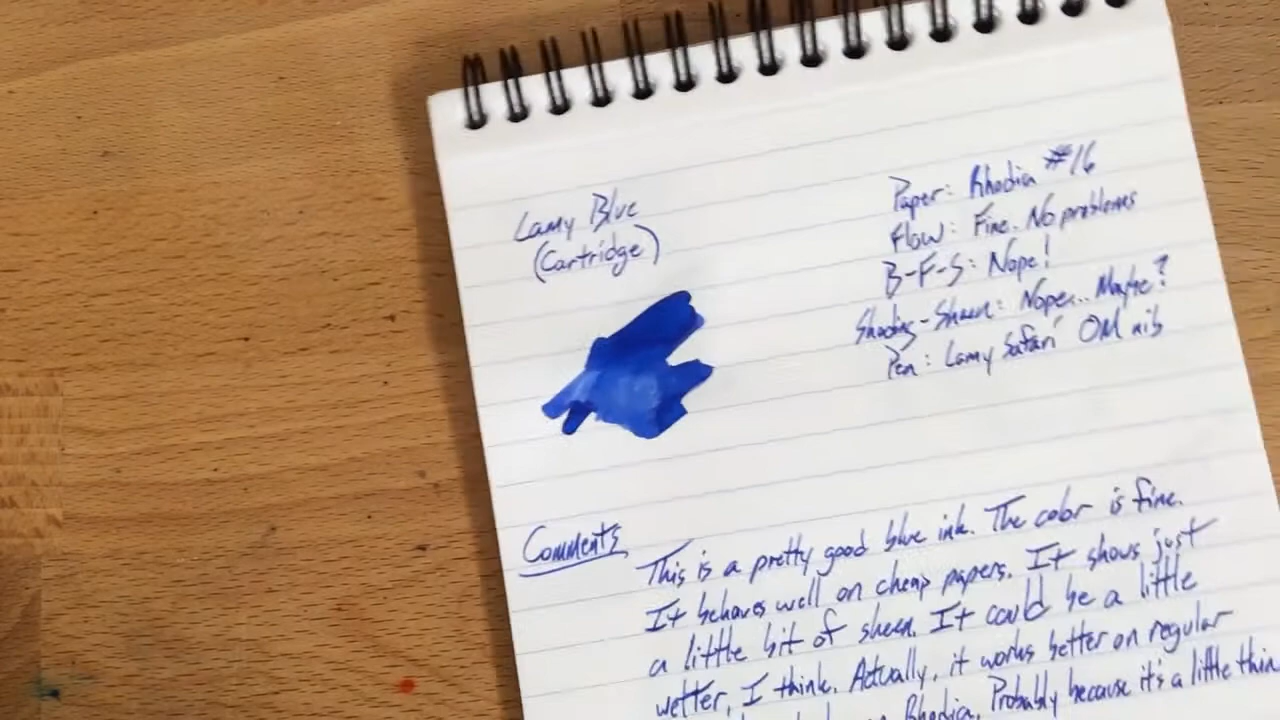 Lamy Blue
(Cartridge)
Paper: Rhodia #16
Flow: Fine. No problems
B-F-S: Nope!
Shading-Sheen: Nope... Maybe?
Pen: Lamy Safari OM nib
Comments
This is a pretty good blue ink. The color is fine.
It behaves well on cheap papers. It shows just
a little bit of sheen. It could be a little
wetter, I think. Actually, it works better on regular
Rhodia. Probably because it's a little thin